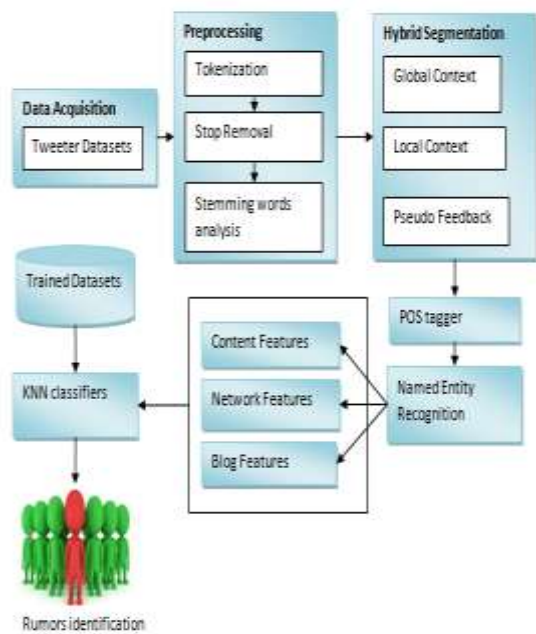 Data Acquisition
Tweeter Datasets
Preprocessing
Tokenization
Stop Removal
Stemming words
analysis
Hybrid Segmentation
Global Context
Local Context
Pseudo Feedback
POS tagger
Named Entity
Recognition
Content Features
Network Features
Blog Features
Trained Datasets
KNN classifiers
Rumors identification